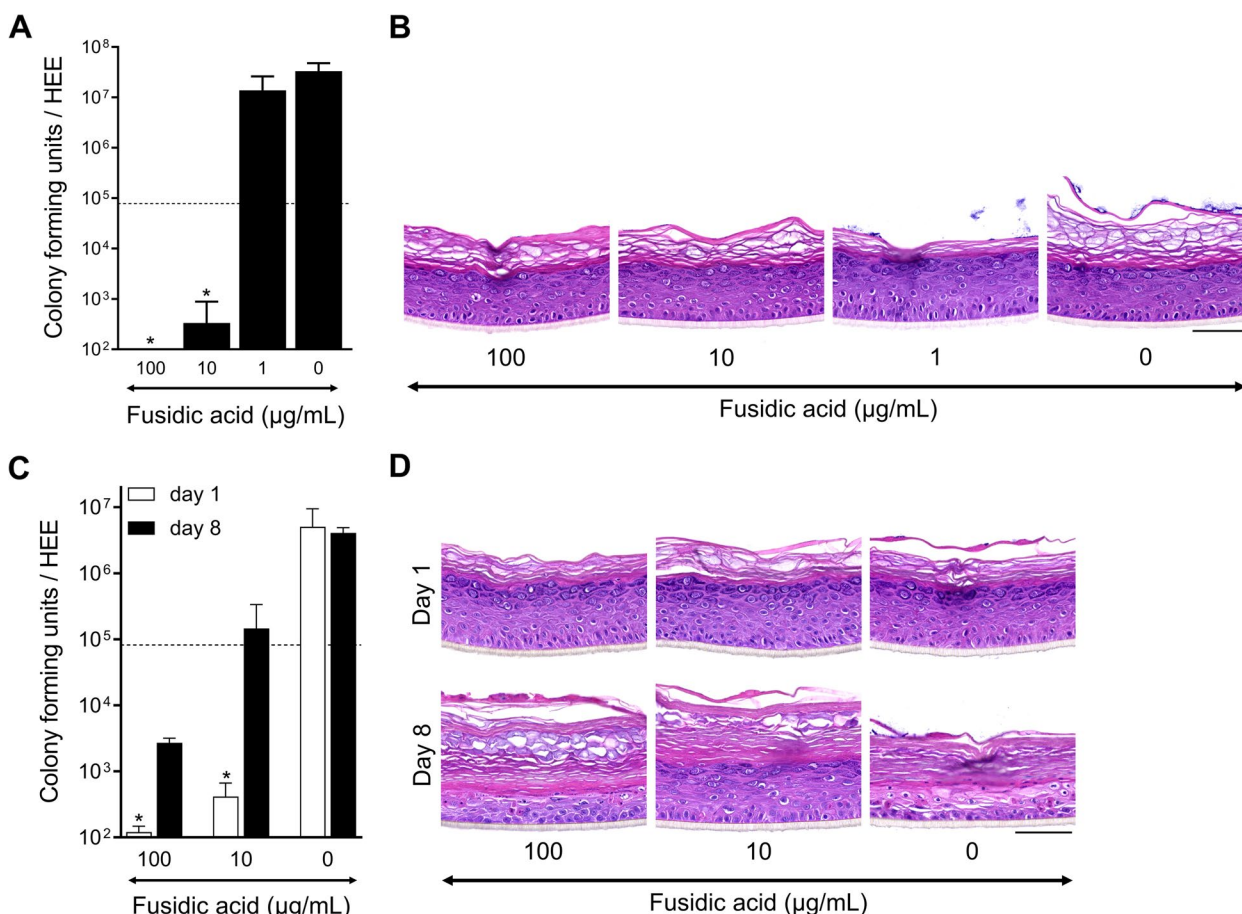 A
Colony forming units / HEE
10⁸
10⁷
10⁶
10⁵
10⁴
10³
10²
*
*
100 10 1 0
Fusidic acid (µg/mL)
B
100 10 1 0
Fusidic acid (µg/mL)
C
Colony forming units / HEE
day 1
day 8
10⁷
10⁶
10⁵
10⁴
10³
10²
*
*
100 10 0
Fusidic acid (µg/mL)
D
Day 1
Day 8
100 10 0
Fusidic acid (µg/mL)